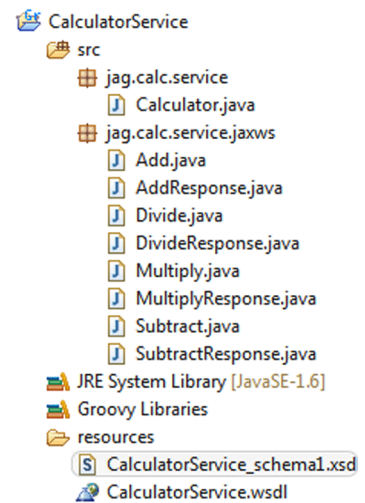 CalculatorService
src
jag.calc.service
Calculator.java
jag.calc.service.jaxws
Add.java
AddResponse.java
Divide.java
DivideResponse.java
Multiply.java
MultiplyResponse.java
Subtract.java
SubtractResponse.java
JRE System Library [JavaSE-1.6]
Groovy Libraries
resources
CalculatorService_schema1.xsd
CalculatorService.wsdl